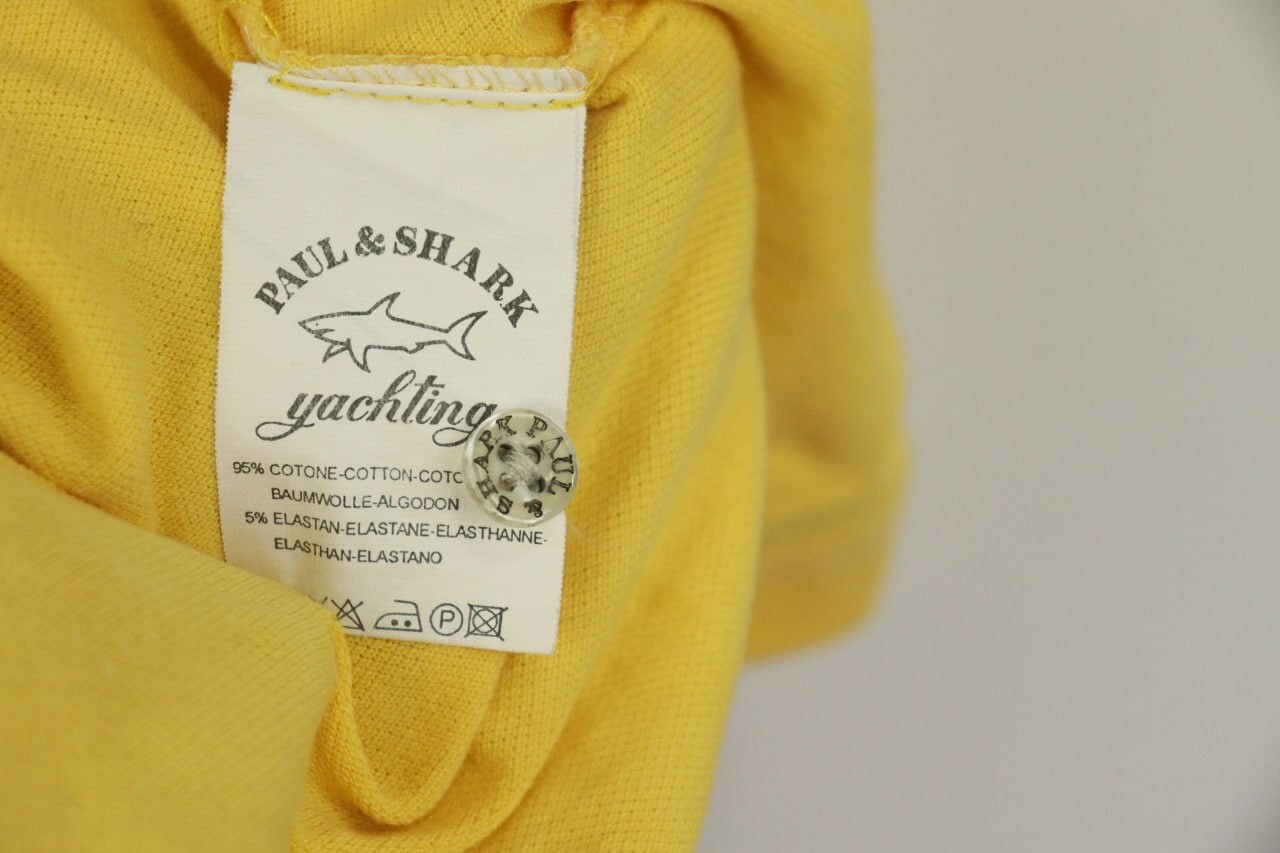 PAUL & SHARK
yachting
95% COTONE-COTTON-COTO
BAUMWOLLE-ALGODON
5% ELASTAN-ELASTANE-ELASTHANNE-
ELASTHAN-ELASTANO
P
PAUL & SHARK